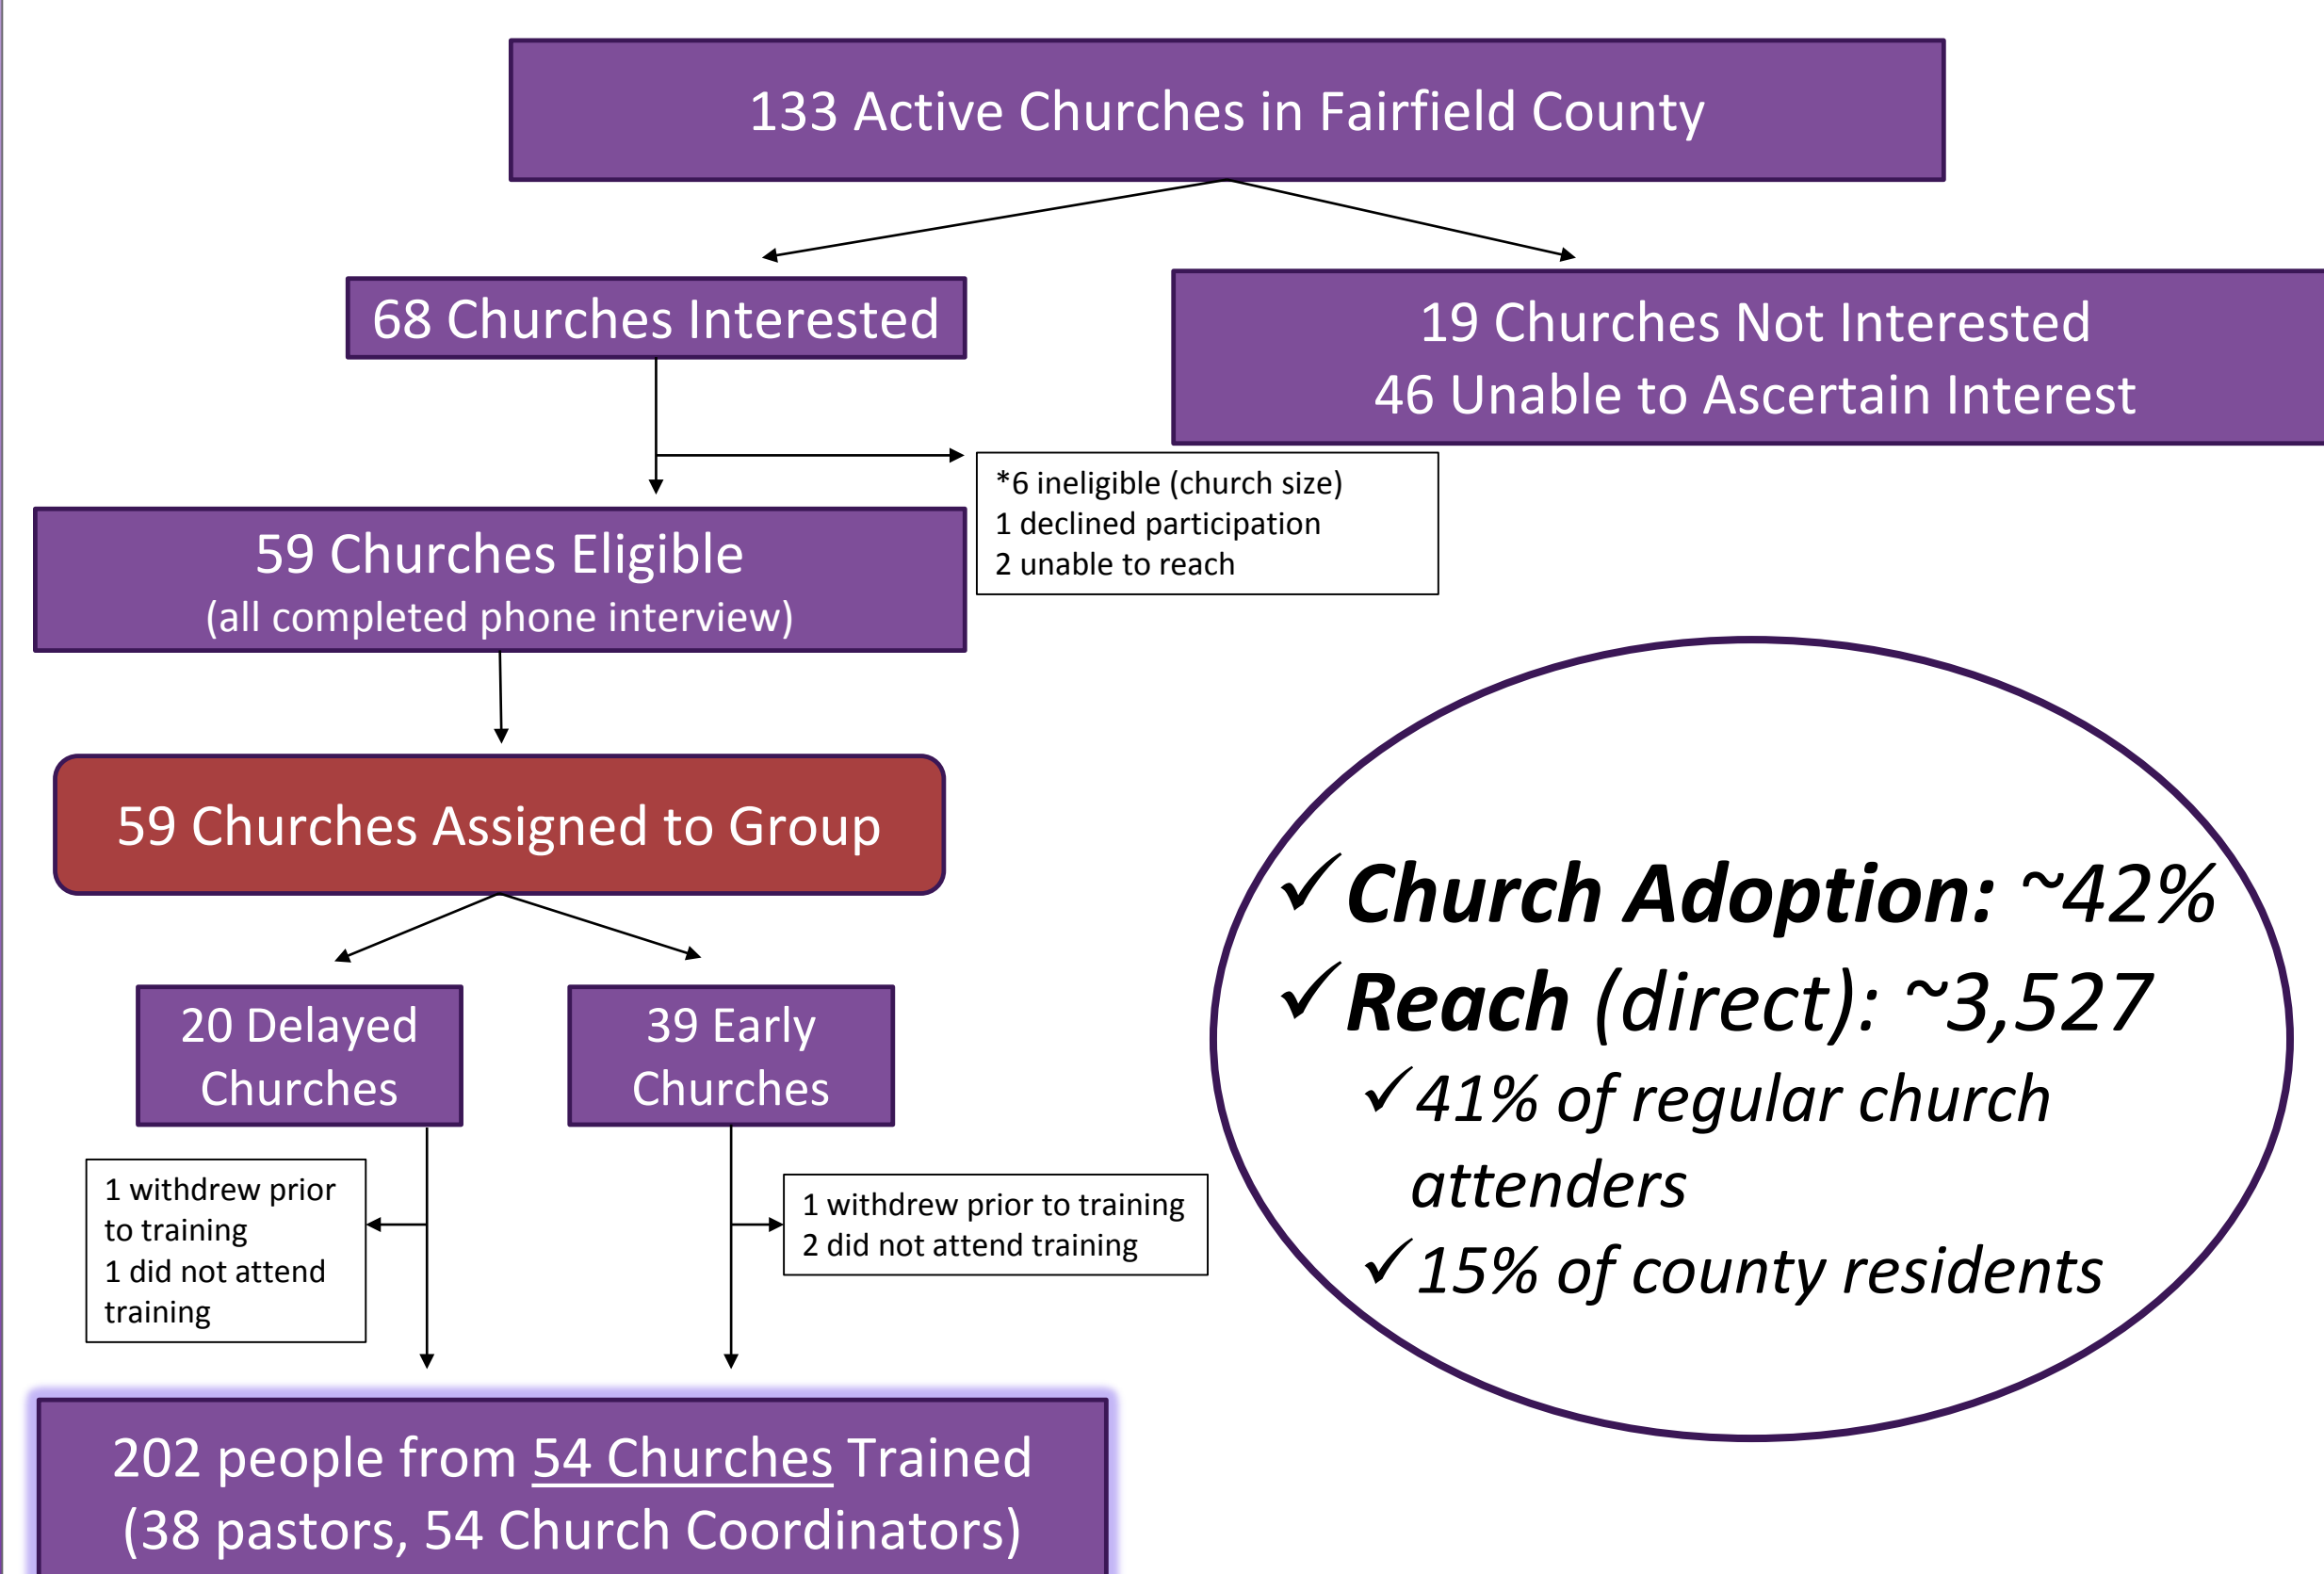 133 Active Churches in Fairfield County
68 Churches Interested
19 Churches Not Interested
46 Unable to Ascertain Interest
*6 ineligible (church size)
1 declined participation
2 unable to reach
59 Churches Eligible
(all completed phone interview)
59 Churches Assigned to Group
20 Delayed
Churches
39 Early
Churches
1 withdrew prior
to training
1 did not attend
training
1 withdrew prior to training
2 did not attend training
202 people from 54 Churches Trained
(38 pastors, 54 Church Coordinators)
✓Church Adoption: ~42%
✓Reach (direct): ~3,527
✓41% of regular church
attenders
✓15% of county residents